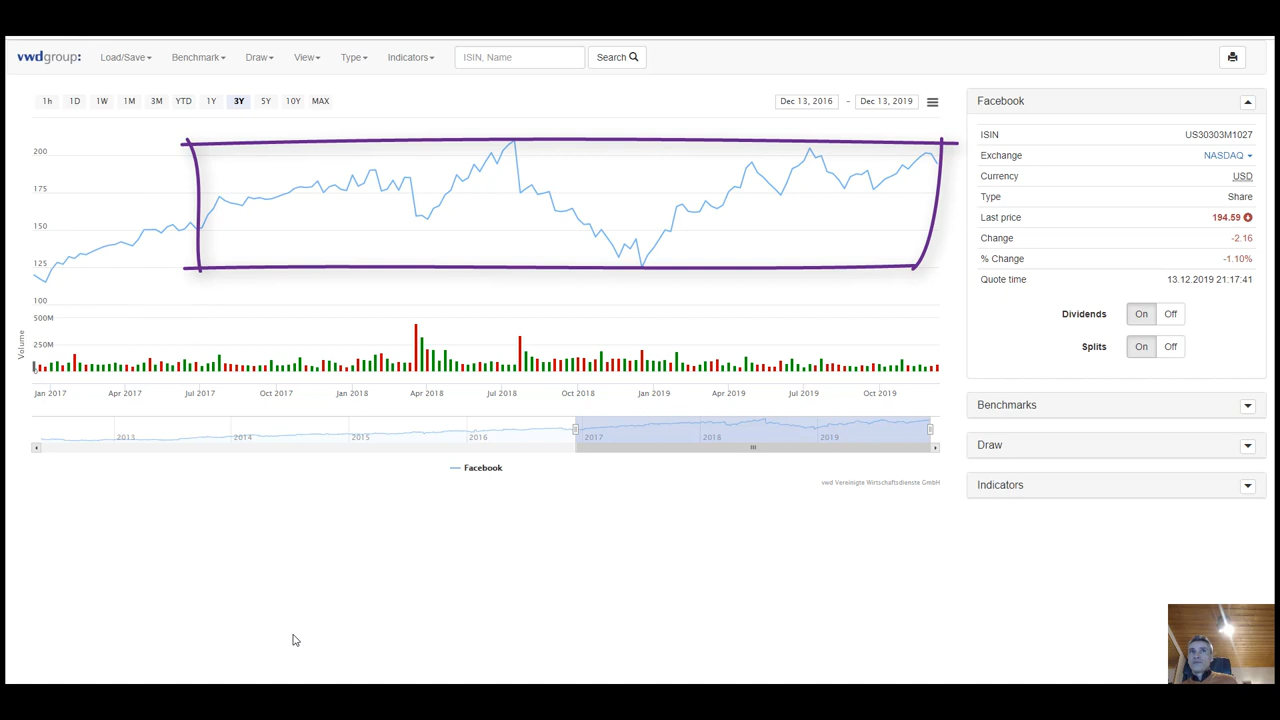 vwdgroup: Load/Save Benchmark Draw View Type Indicators ISIN, Name Search
1h 1D 1W 1M 3M YTD 1Y 3Y 5Y 10Y MAX Dec 13, 2016 - Dec 13, 2019
200
175
150
125
100
500M
250M
0
Volume
Jan 2017 Apr 2017 Jul 2017 Oct 2017 Jan 2018 Apr 2018 Jul 2018 Oct 2018 Jan 2019 Apr 2019 Jul 2019 Oct 2019
2013 2014 2015 2016 2017 2018 2019
Facebook
vwd Vereinigte Wirtschaftsdienste GmbH
Facebook
ISIN US30303M1027
Exchange NASDAQ
Currency USD
Type Share
Last price 194.59
Change -2.16
% Change -1.10%
Quote time 13.12.2019 21:17:41
Dividends On Off
Splits On Off
Benchmarks
Draw
Indicators